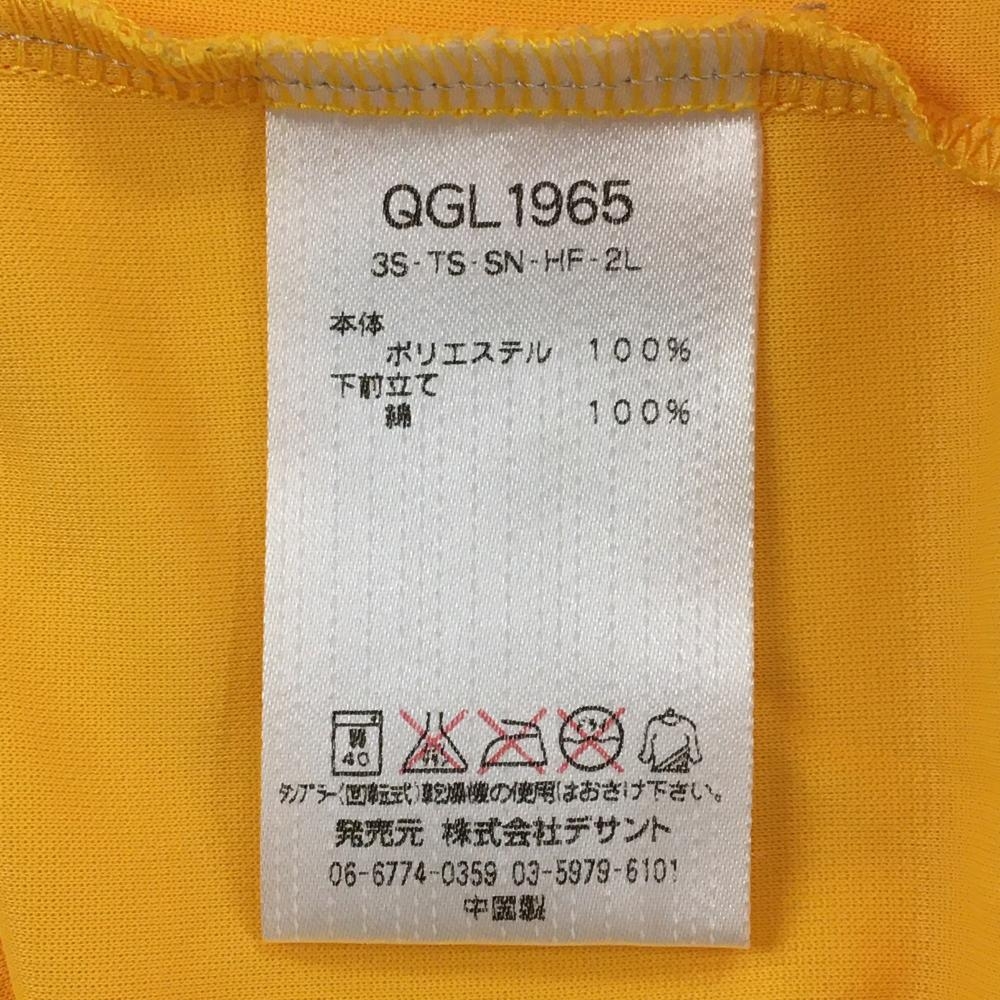 QGL1965
3S-TS-SN-HF-2L
本体
ポリエステル 100%
下前立て
綿 100%
弱 40
タンブラー(回転式)乾燥機の使用はおさけ下さい。
発売元 株式会社デサント
06-6774-0359 03-5979-6101
中国製